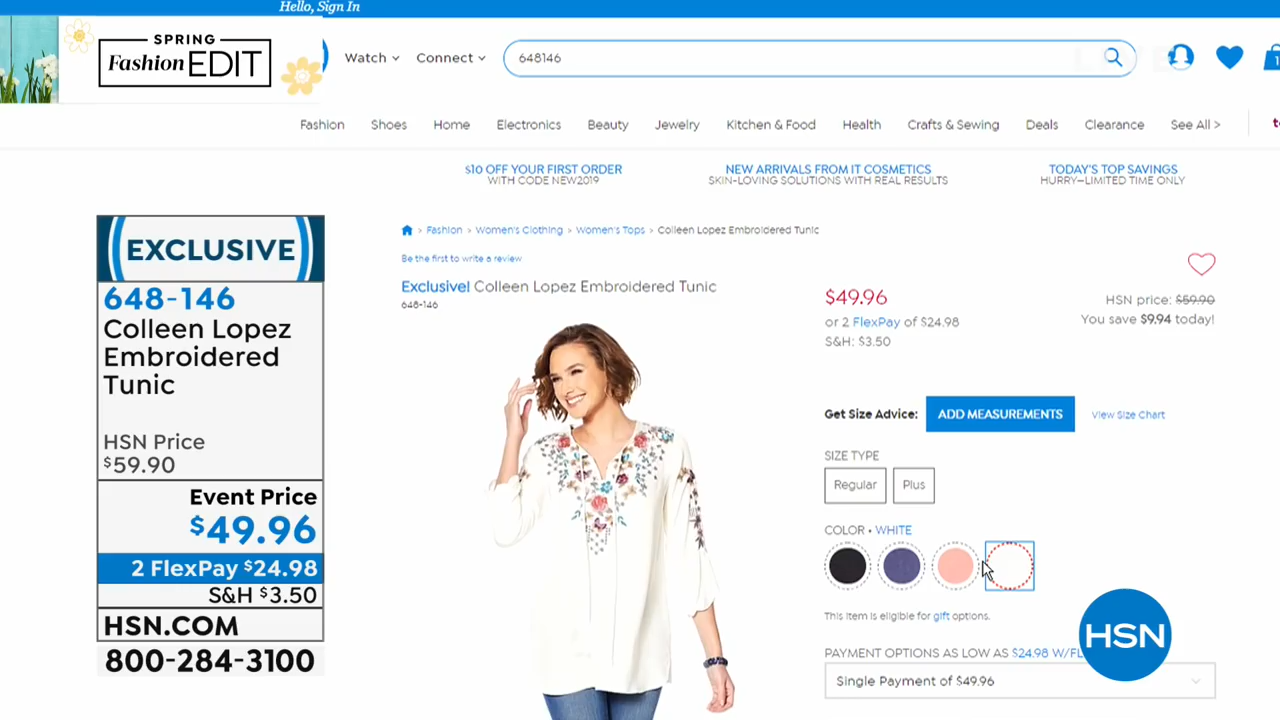 Hello, Sign In
SPRING
Fashion EDIT
Watch
Connect
648146
1
Fashion
Shoes
Home
Electronics
Beauty
Jewelry
Kitchen & Food
Health
Crafts & Sewing
Deals
Clearance
See All >
$10 OFF YOUR FIRST ORDER
WITH CODE NEW2019
NEW ARRIVALS FROM IT COSMETICS
SKIN-LOVING SOLUTIONS WITH REAL RESULTS
TODAY'S TOP SAVINGS
HURRY—LIMITED TIME ONLY
EXCLUSIVE
648-146
Colleen Lopez
Embroidered
Tunic
HSN Price
$59.90
Event Price
$49.96
2 FlexPay $24.98
S&H $3.50
HSN.COM
800-284-3100
> Fashion > Women's Clothing > Women's Tops > Colleen Lopez Embroidered Tunic
Be the first to write a review
Exclusive! Colleen Lopez Embroidered Tunic
648-146
$49.96
or 2 FlexPay of $24.98
S&H: $3.50
HSN price: $59.90
You save $9.94 today!
Get Size Advice: ADD MEASUREMENTS View Size Chart
SIZE TYPE
Regular
Plus
COLOR • WHITE
This item is eligible for gift options.
PAYMENT OPTIONS AS LOW AS $24.98 W/FL
Single Payment of $49.96
HSN